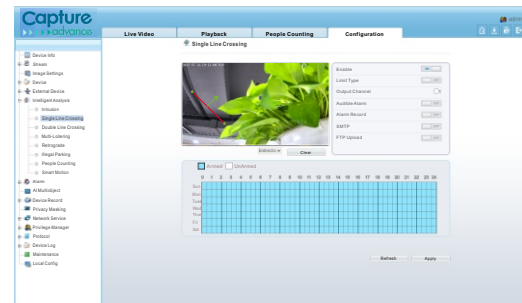 Capture
advance
Live Video
Playback
People Counting
Configuration
Single Line Crossing
Device Info
Stream
Image Settings
Device
External Device
Intelligent Analysis
Intrusion
Single Line Crossing
Double Line Crossing
Multi-Loitering
Retrograde
Illegal Parking
People Counting
Smart Motion
Alarm
AI Multiobject
Device Record
Privacy Masking
Network Service
Privilege Manager
Protocol
Device Log
Maintenance
Local Config
Enable
Limit Type
Output Channel
Audible Alarm
Alarm Record
SMTP
FTP Upload
Clear
Armed
UnArmed
0 1 2 3 4 5 6 7 8 9 10 11 12 13 14 15 16 17 18 19 20 21 22 23 24
Sun
Mon
Tues
Wed
Thur
Fri
Sat
Refresh
Apply